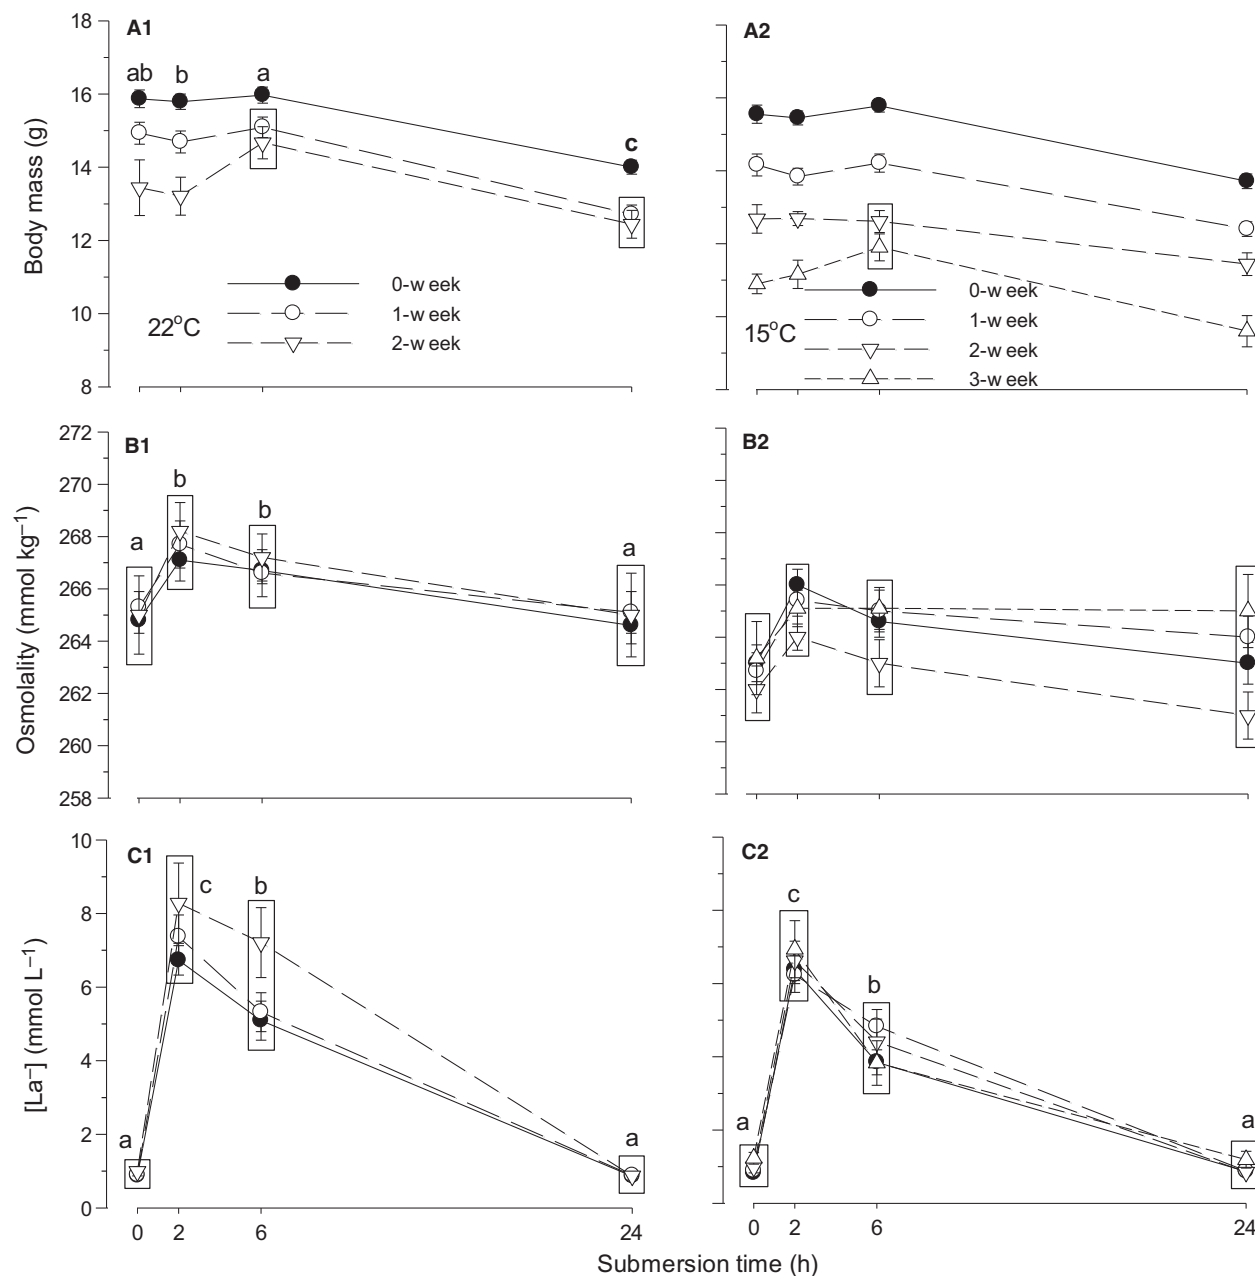 A1
A2
18
16
14
12
10
8
Body mass (g)
ab
b
a
c
22°C
0-w eek
1-w eek
2-w eek
15°C
0-w eek
1-w eek
2-w eek
3-w eek
B1
B2
272
270
268
266
264
262
260
258
Osmolality (mmol kg⁻¹)
a
b
b
a
C1
C2
10
8
6
4
2
0
[La⁻] (mmol L⁻¹)
a
c
b
a
a
c
b
a
0 2 6 24
0 2 6 24
Submersion time (h)